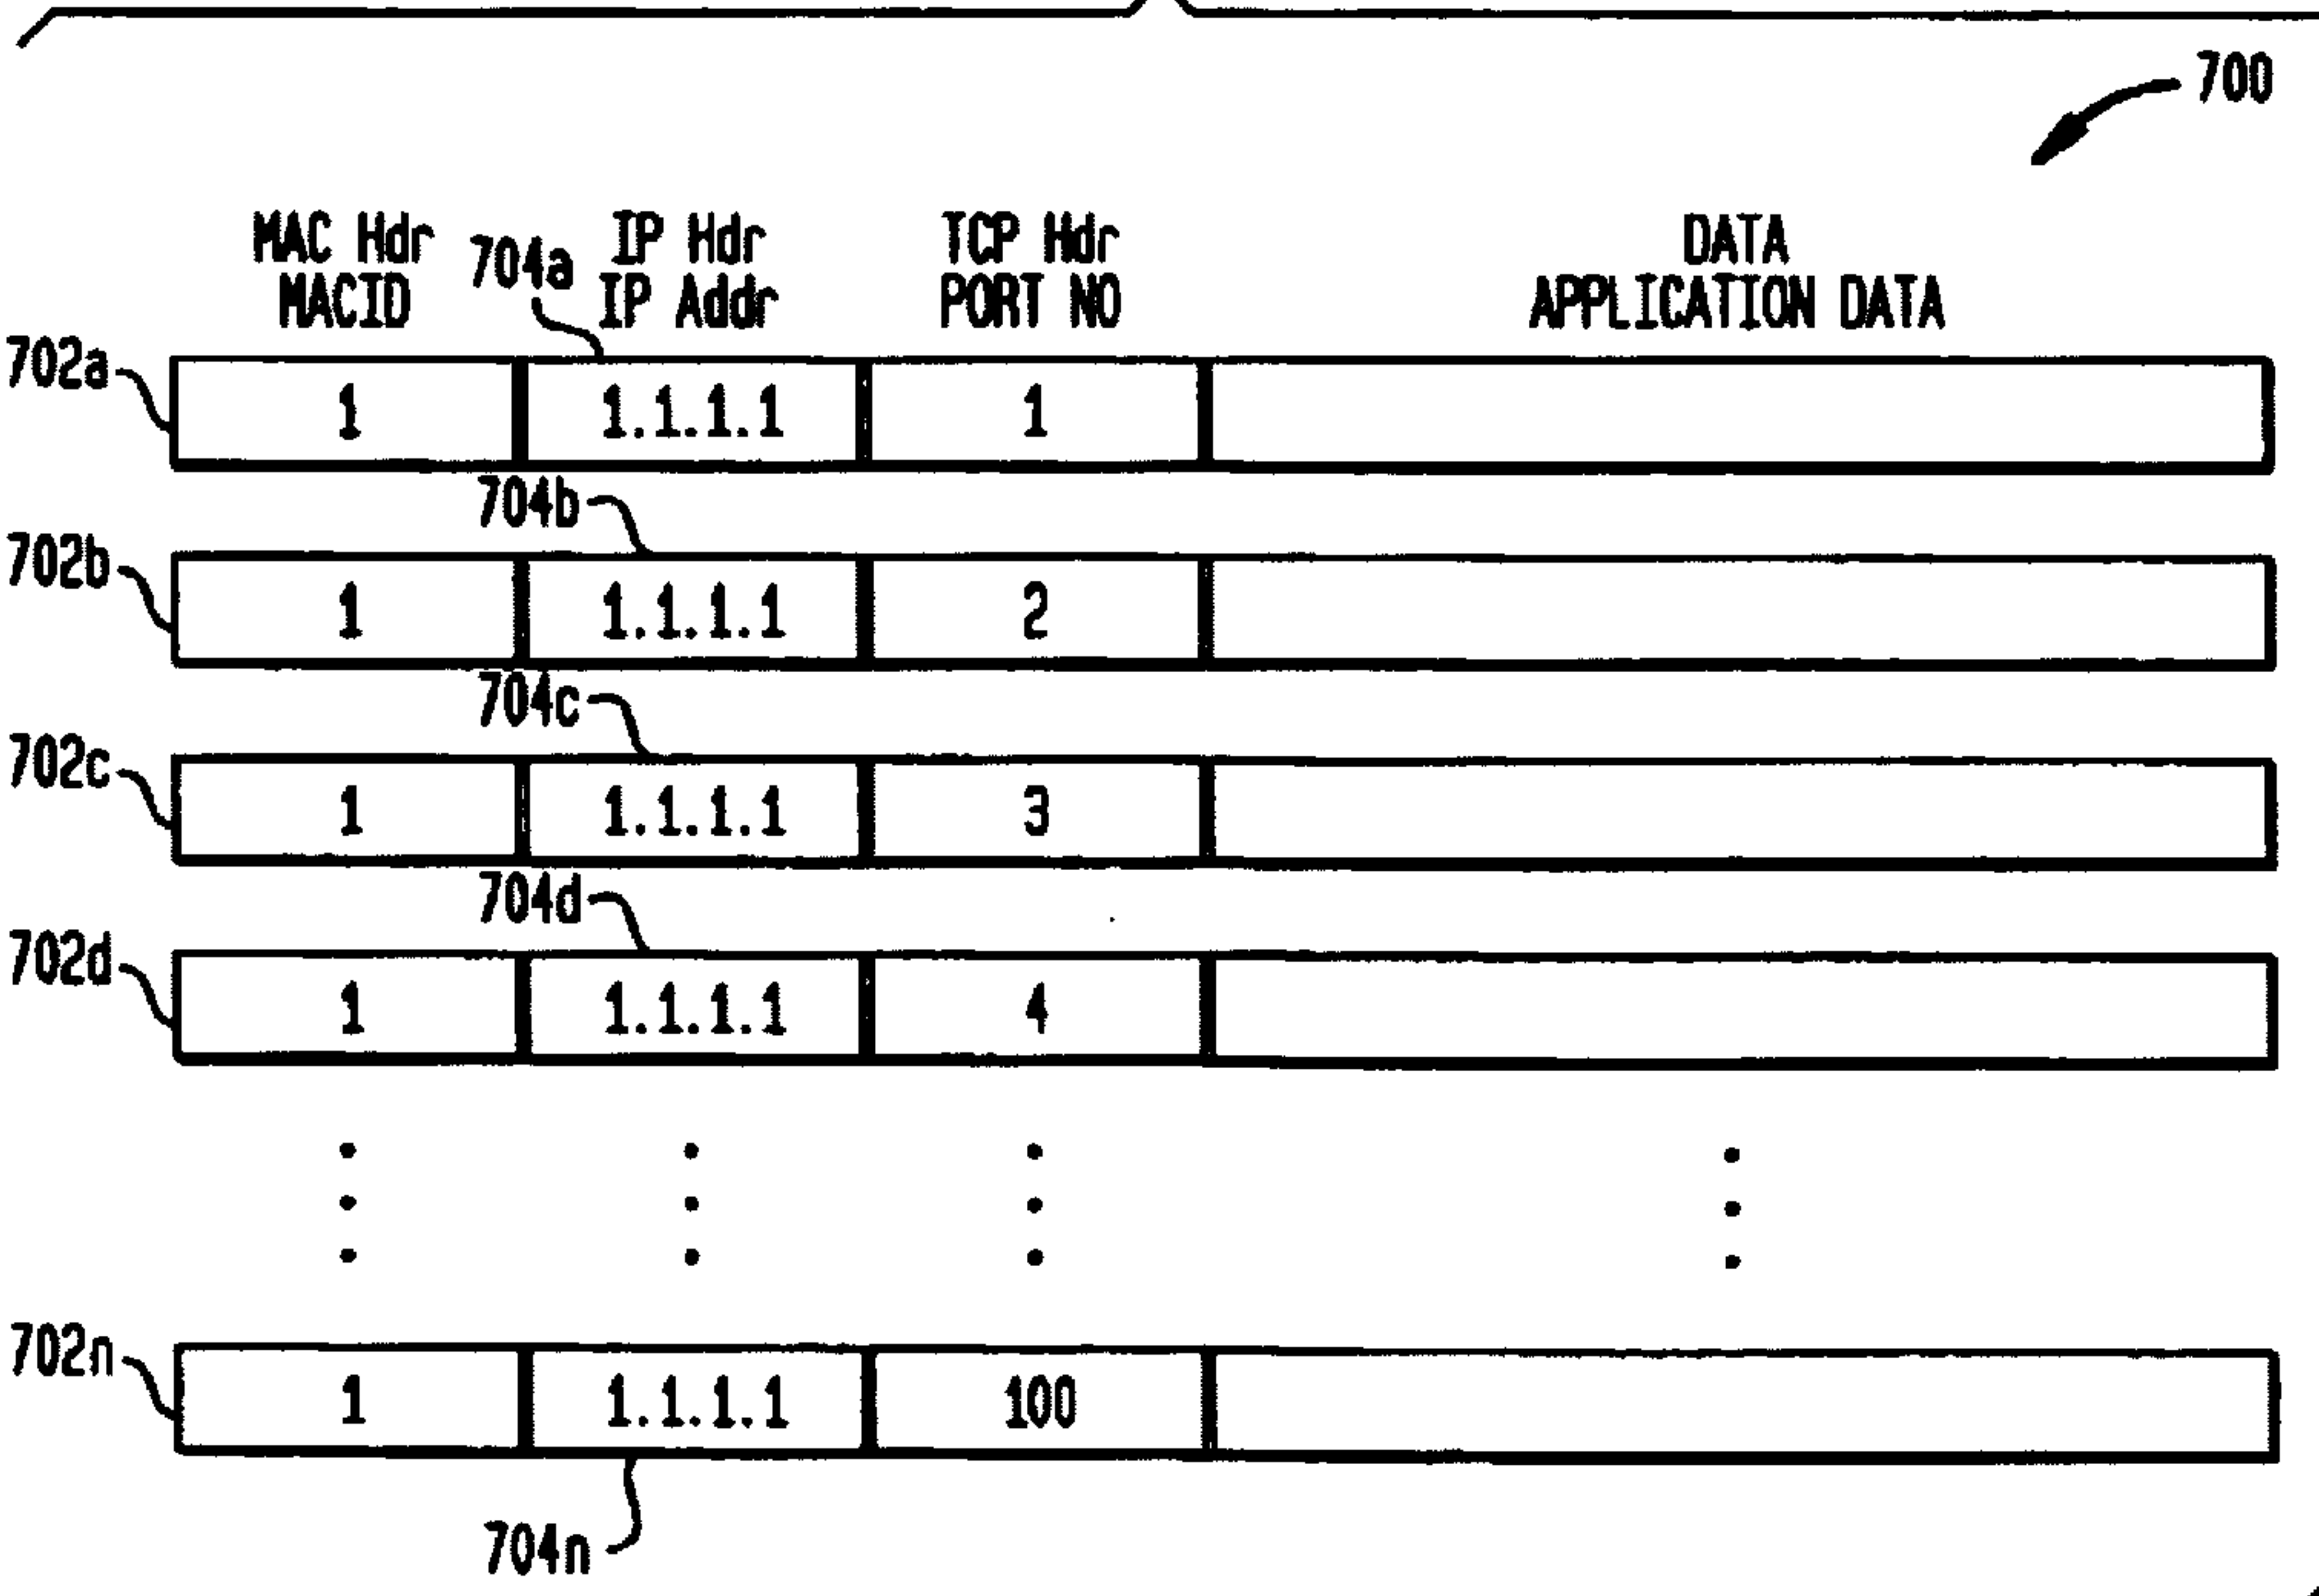 700
MAC Hdr 704a IP Hdr TCP Hdr DATA
MACID IP Addr PORT NO APPLICATION DATA
702a 1 1.1.1.1 1
704b
702b 1 1.1.1.1 2
704c
702c 1 1.1.1.1 3
704d
702d 1 1.1.1.1 4
702n 1 1.1.1.1 100
704n